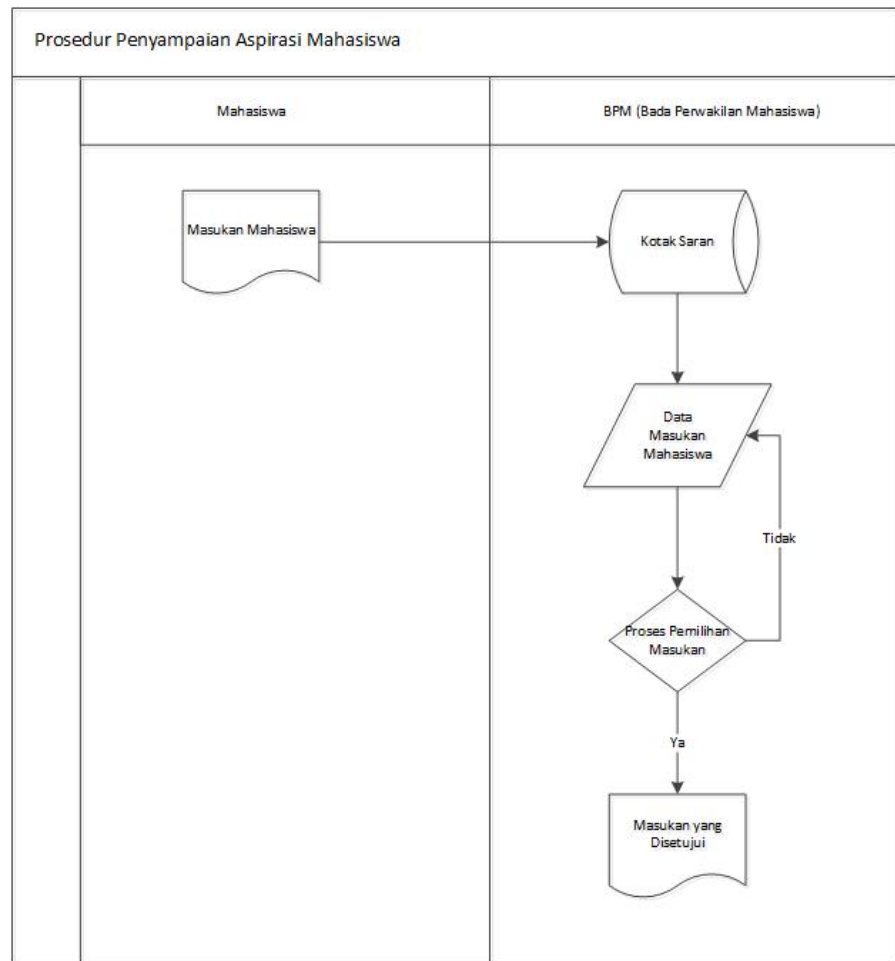 Prosedur Penyampaian Aspirasi Mahasiswa
Mahasiswa
BPM (Bada Perwakilan Mahasiswa)
Masukan Mahasiswa
Kotak Saran
Data
Masukan
Mahasiswa
Tidak
Proses Pemilihan
Masukan
Ya
Masukan yang
Disetujui